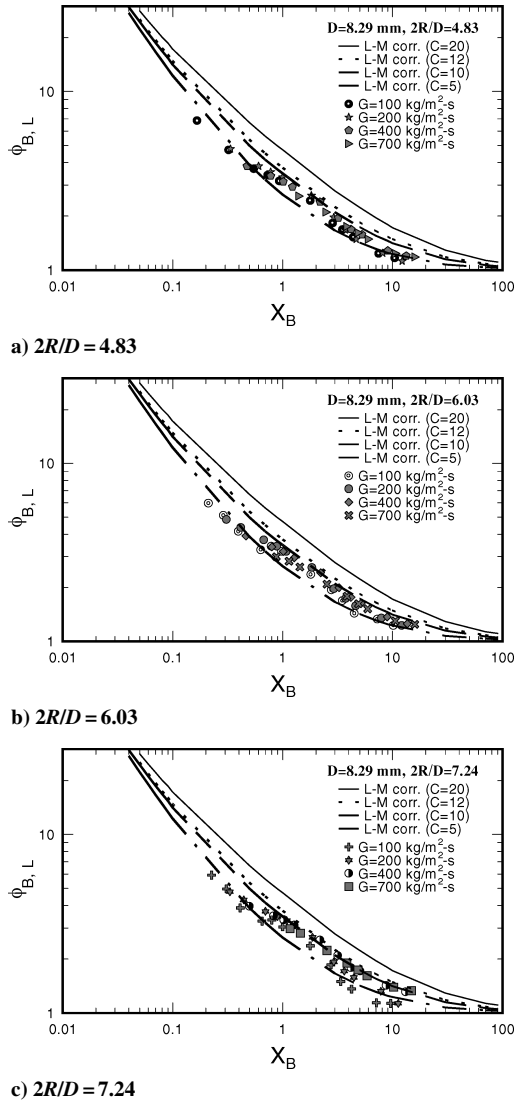 D=8.29 mm, 2R/D=4.83
L-M corr. (C=20)
L-M corr. (C=12)
L-M corr. (C=10)
L-M corr. (C=5)
G=100 kg/m²-s
G=200 kg/m²-s
G=400 kg/m²-s
G=700 kg/m²-s
10
1
ϕB, L
0.01 0.1 1 10 100
XB
a) 2R/D = 4.83
D=8.29 mm, 2R/D=6.03
L-M corr. (C=20)
L-M corr. (C=12)
L-M corr. (C=10)
L-M corr. (C=5)
G=100 kg/m²-s
G=200 kg/m²-s
G=400 kg/m²-s
G=700 kg/m²-s
10
1
ϕB, L
0.01 0.1 1 10 100
XB
b) 2R/D = 6.03
D=8.29 mm, 2R/D=7.24
L-M corr. (C=20)
L-M corr. (C=12)
L-M corr. (C=10)
L-M corr. (C=5)
G=100 kg/m²-s
G=200 kg/m²-s
G=400 kg/m²-s
G=700 kg/m²-s
10
1
ϕB, L
0.01 0.1 1 10 100
XB
c) 2R/D = 7.24